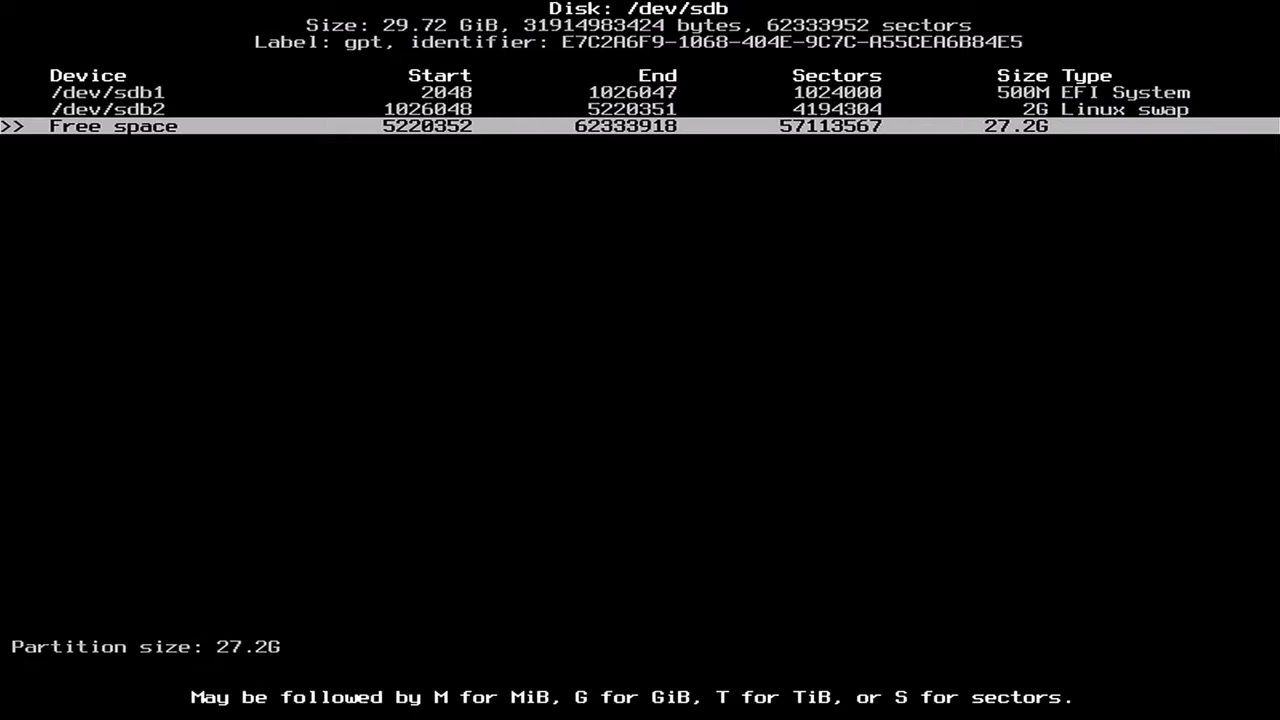 Disk: /dev/sdb
Size: 29.72 GiB, 31914983424 bytes, 62333952 sectors
Label: gpt, identifier: E7C2A6F9-1068-404E-9C7C-A55CEA6B84E5
Device Start End Sectors Size Type
/dev/sdb1 2048 1026047 1024000 500M EFI System
/dev/sdb2 1026048 5220351 4194304 2G Linux swap
>> Free space 5220352 62333918 57113567 27.2G
Partition size: 27.2G
May be followed by M for MiB, G for GiB, T for TiB, or S for sectors.